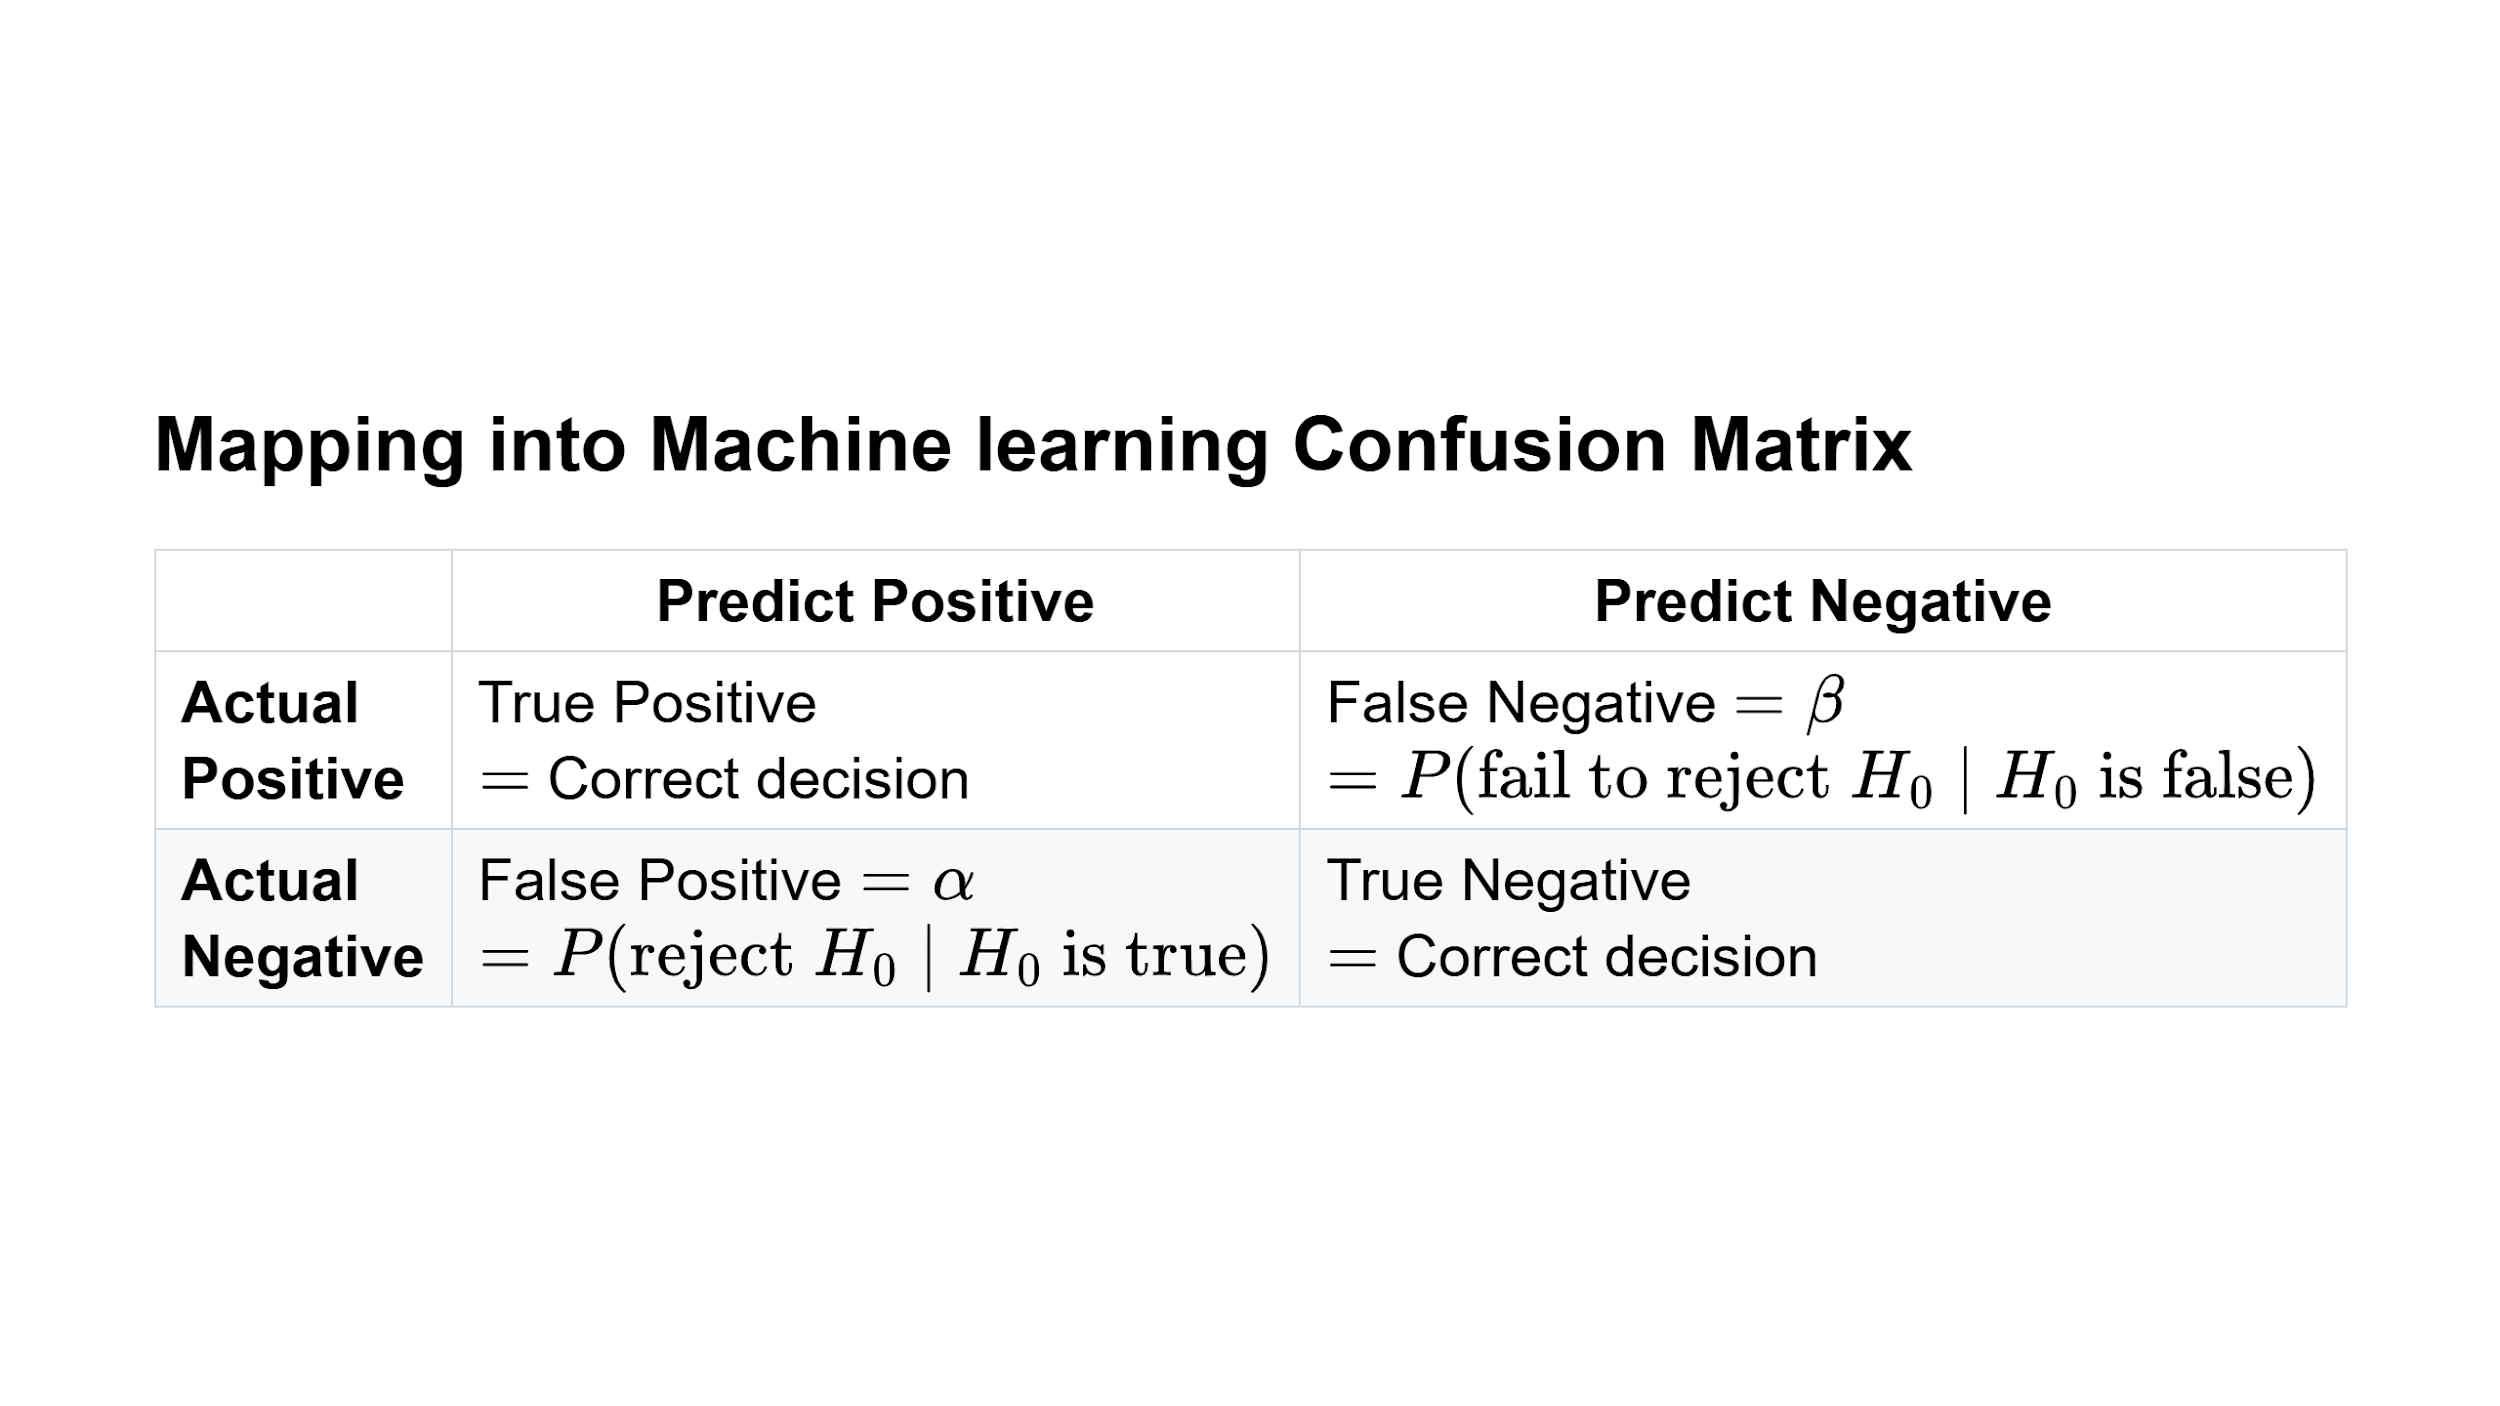 Mapping into Machine learning Confusion Matrix
Predict Positive
Predict Negative
Actual
Positive
True Positive
= Correct decision
False Negative = β
= P(fail to reject H₀ | H₀ is false)
Actual
Negative
False Positive = α
= P(reject H₀ | H₀ is true)
True Negative
= Correct decision